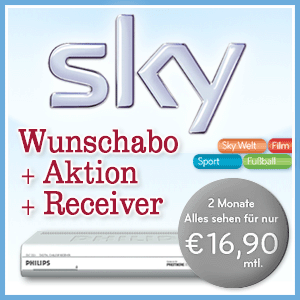 sky
Wunschabo
+ Aktion
+ Receiver
Sky Welt
Film
Sport
Fußball
2 Monate
Alles sehen für nur
€ 16,90
mtl.
PHILIPS
PHILIPS